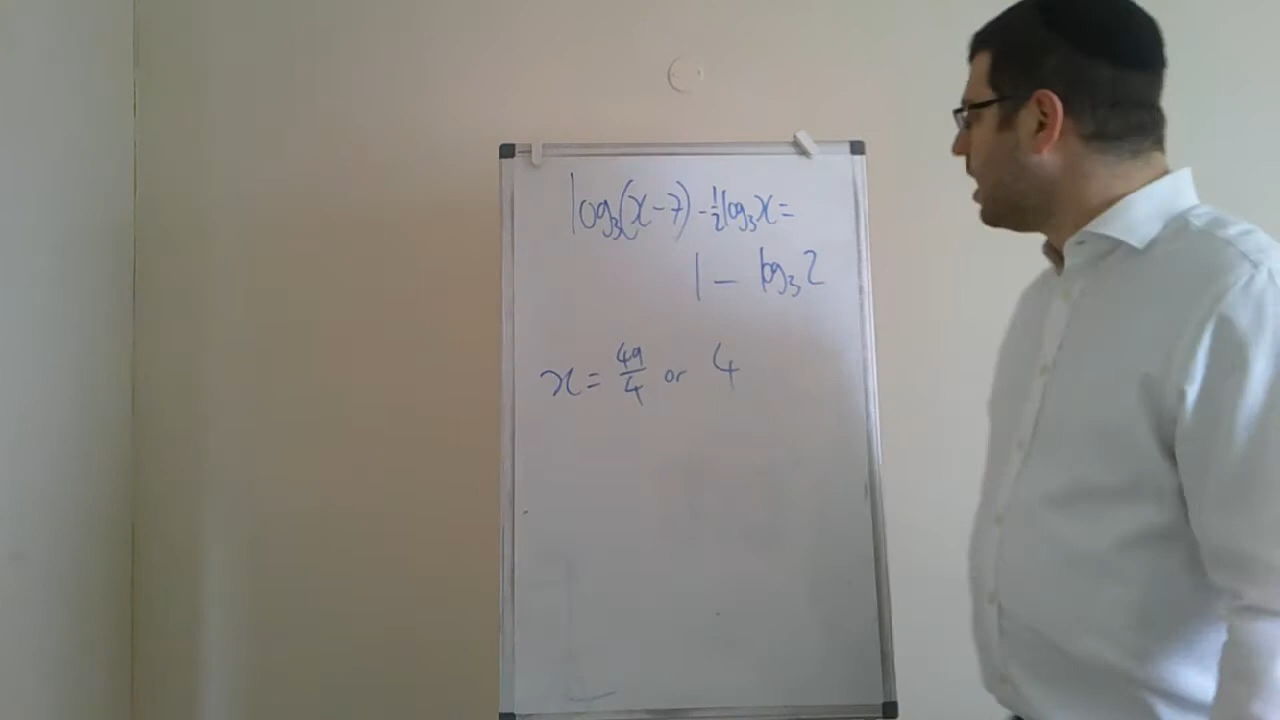 log₃(x-7) - ½log₃x =
1 - log₃2
x = 49/4 or 4